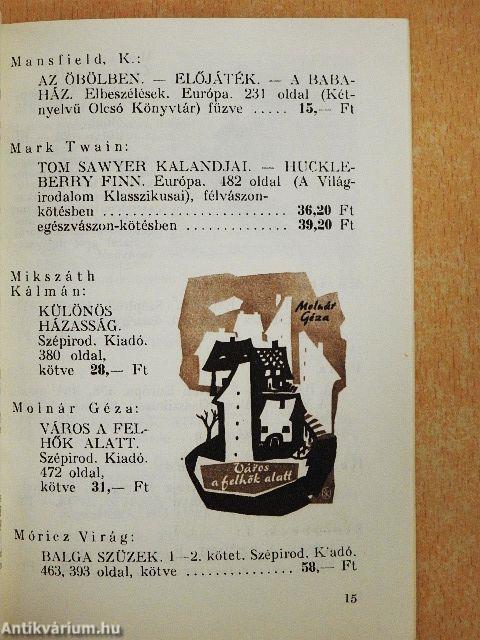 Mansfield, K.:
AZ ÖBÖLBEN. — ELŐJÁTÉK. — A BABA-
HÁZ. Elbeszélések. Európa. 231 oldal (Két-
nyelvű Olcsó Könyvtár) fűzve ..... 15,— Ft
Mark Twain:
TOM SAWYER KALANDJAI. — HUCKLE-
BERRY FINN. Európa. 482 oldal (A Világ-
irodalom Klasszikusai), félvászon-
kötésben ...................... 36,20 Ft
egészvászon-kötésben .............. 39,20 Ft
Mikszáth
Kálmán:
KÜLÖNÖS
HÁZASSÁG.
Szépirod. Kiadó.
380 oldal,
kötve 28,— Ft
Molnár Géza:
VÁROS A FEL-
HŐK ALATT.
Szépirod. Kiadó.
472 oldal,
kötve 31,— Ft
Molnár
Géza
Város
a felhők alatt
Móricz Virág:
BALGA SZÜZEK. 1—2. kötet. Szépirod. K'adó.
463, 393 oldal, kötve ............... 58,— Ft
15
Antikvárium.hu